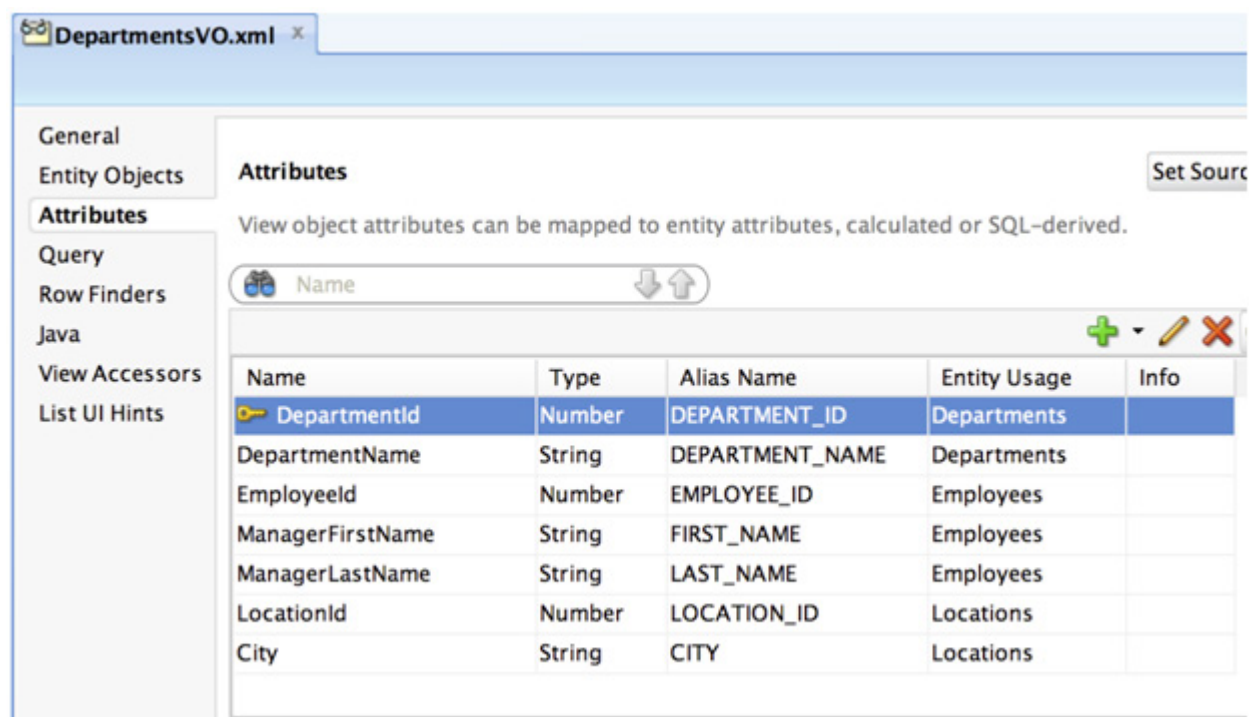 DepartmentsVO.xml x
General
Entity Objects
Attributes
Query
Row Finders
Java
View Accessors
List UI Hints
Attributes
Set Sourc
View object attributes can be mapped to entity attributes, calculated or SQL-derived.
Name
Name Type Alias Name Entity Usage Info
DepartmentId Number DEPARTMENT_ID Departments
DepartmentName String DEPARTMENT_NAME Departments
EmployeeId Number EMPLOYEE_ID Employees
ManagerFirstName String FIRST_NAME Employees
ManagerLastName String LAST_NAME Employees
LocationId Number LOCATION_ID Locations
City String CITY Locations